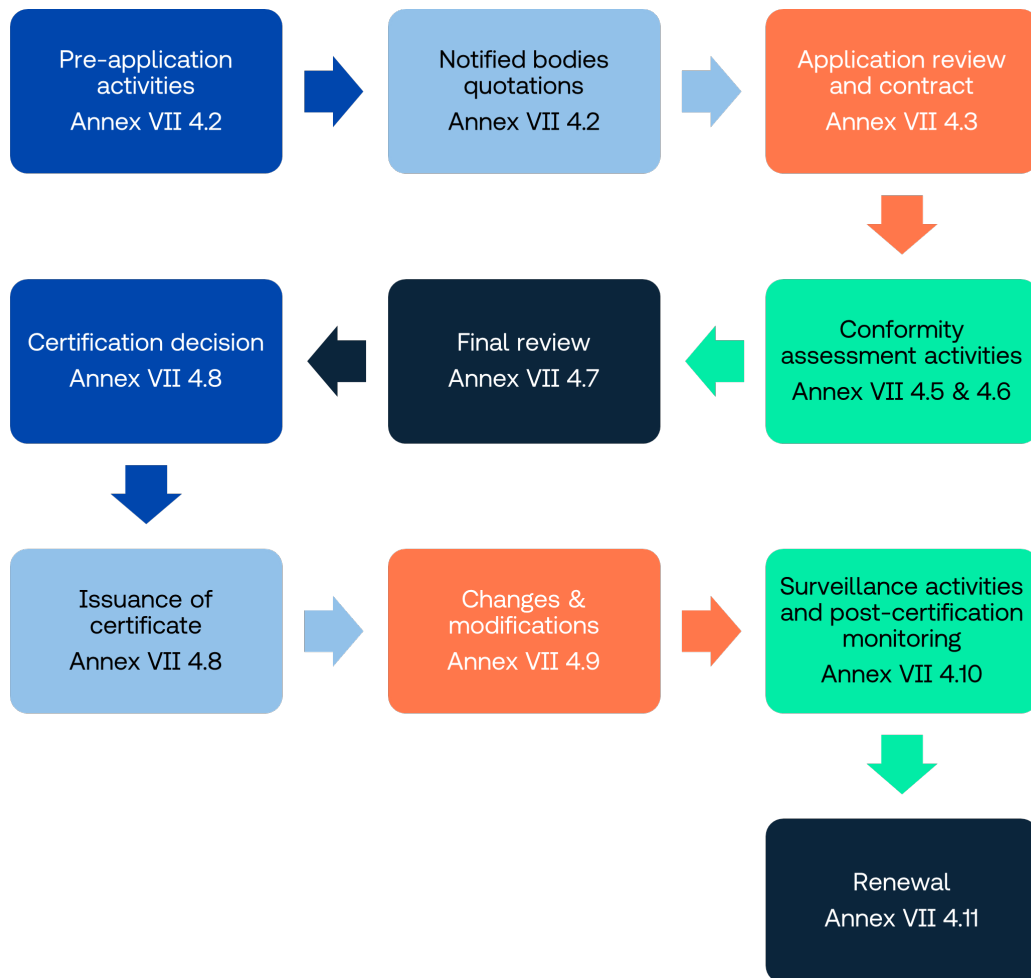 Pre-application
activities
Annex VII 4.2
Notified bodies
quotations
Annex VII 4.2
Application review
and contract
Annex VII 4.3
Conformity
assessment activities
Annex VII 4.5 & 4.6
Final review
Annex VII 4.7
Certification decision
Annex VII 4.8
Issuance of
certificate
Annex VII 4.8
Changes &
modifications
Annex VII 4.9
Surveillance activities
and post-certification
monitoring
Annex VII 4.10
Renewal
Annex VII 4.11